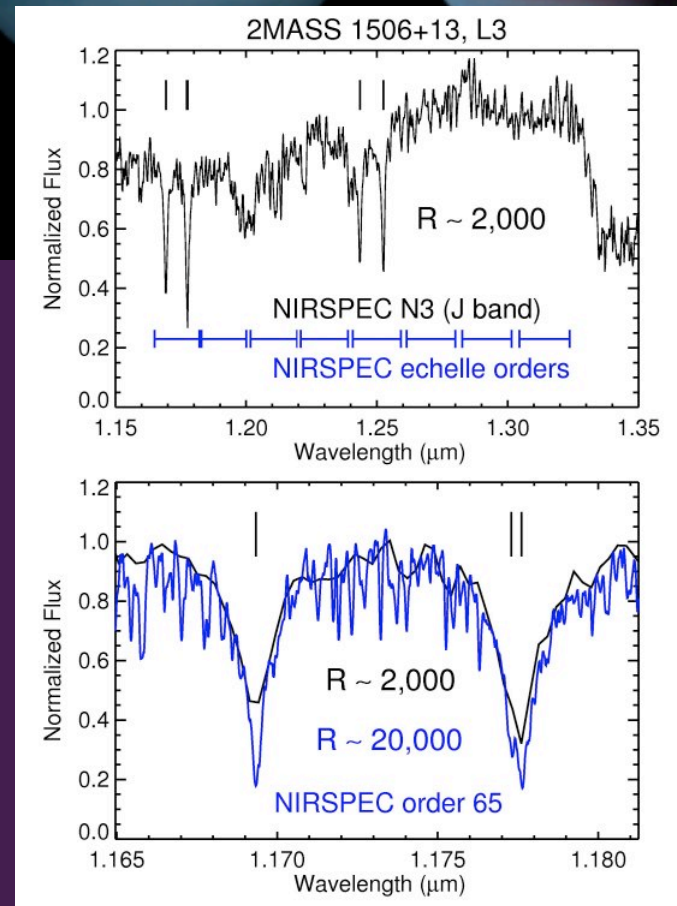 2MASS 1506+13, L3
1.2
1.0
0.8
0.6
0.4
0.2
0.0
Normalized Flux
R ~ 2,000
NIRSPEC N3 (J band)
NIRSPEC echelle orders
1.15 1.20 1.25 1.30 1.35
Wavelength (μm)
1.2
1.0
0.8
0.6
0.4
0.2
0.0
Normalized Flux
R ~ 2,000
R ~ 20,000
NIRSPEC order 65
1.165 1.170 1.175 1.180
Wavelength (μm)